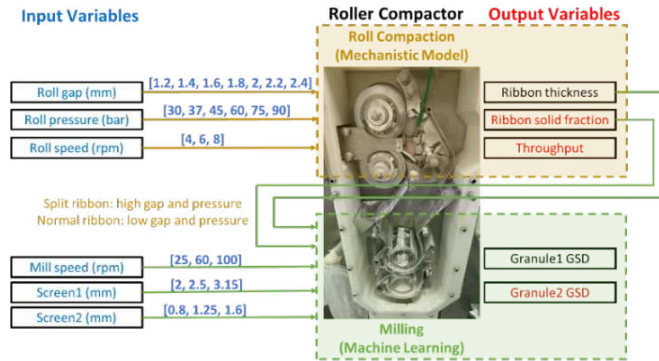 Input Variables
Roller Compactor
Output Variables
Roll Compaction
(Mechanistic Model)
Roll gap (mm)
[1.2, 1.4, 1.6, 1.8, 2, 2.2, 2.4]
Ribbon thickness
Roll pressure (bar)
[30, 37, 45, 60, 75, 90]
Ribbon solid fraction
Roll speed (rpm)
[4, 6, 8]
Throughput
Split ribbon: high gap and pressure
Normal ribbon: low gap and pressure
Mill speed (rpm)
[25, 60, 100]
Granule1 GSD
Screen1 (mm)
[2, 2.5, 3.15]
Granule2 GSD
Screen2 (mm)
[0.8, 1.25, 1.6]
Milling
(Machine Learning)